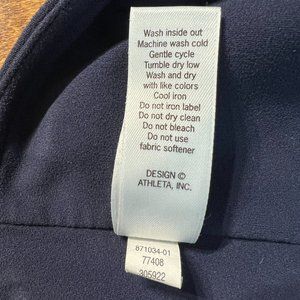 Wash inside out
Machine wash cold
Gentle cycle
Tumble dry low
Wash and dry
with like colors
Cool iron
Do not iron label
Do not dry clean
Do not bleach
Do not use
fabric softener
DESIGN ©
ATHLETA, INC.
871034-01
77408
305922